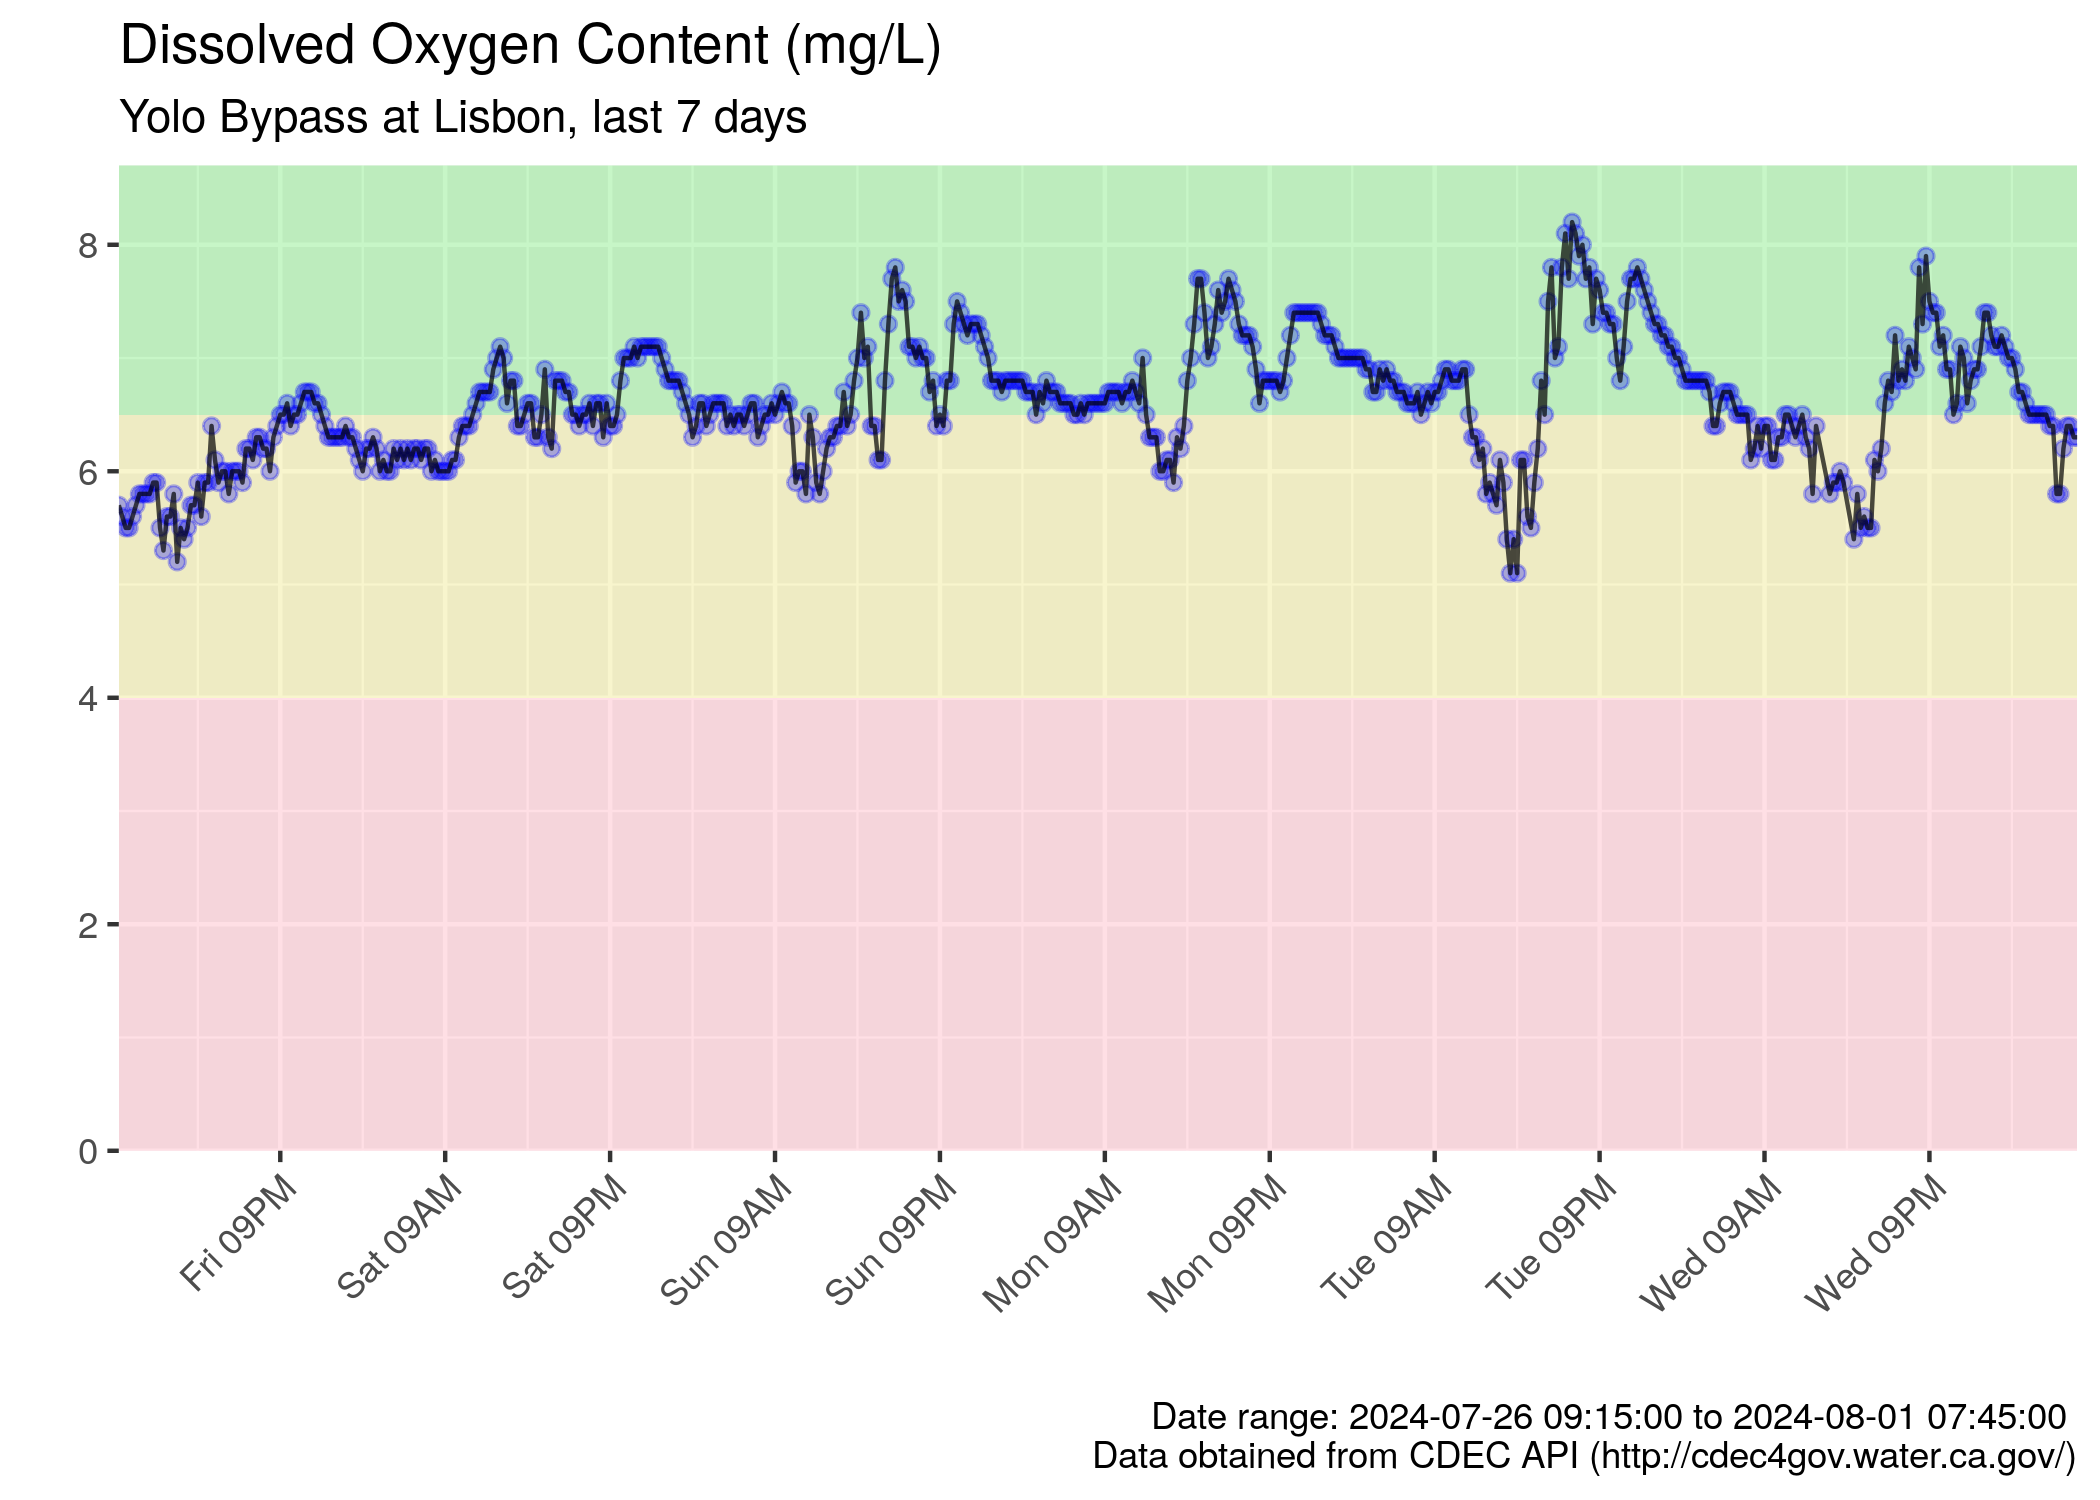 Dissolved Oxygen Content (mg/L)
Yolo Bypass at Lisbon, last 7 days
8
6
4
2
0
Fri 09PM
Sat 09AM
Sat 09PM
Sun 09AM
Sun 09PM
Mon 09AM
Mon 09PM
Tue 09AM
Tue 09PM
Wed 09AM
Wed 09PM
Date range: 2024-07-26 09:15:00 to 2024-08-01 07:45:00
Data obtained from CDEC API (http://cdec4gov.water.ca.gov/)